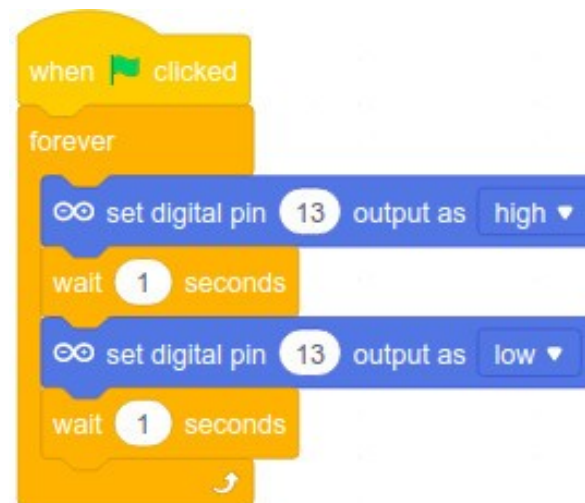 when clicked
forever
set digital pin 13 output as high
wait 1 seconds
set digital pin 13 output as low
wait 1 seconds